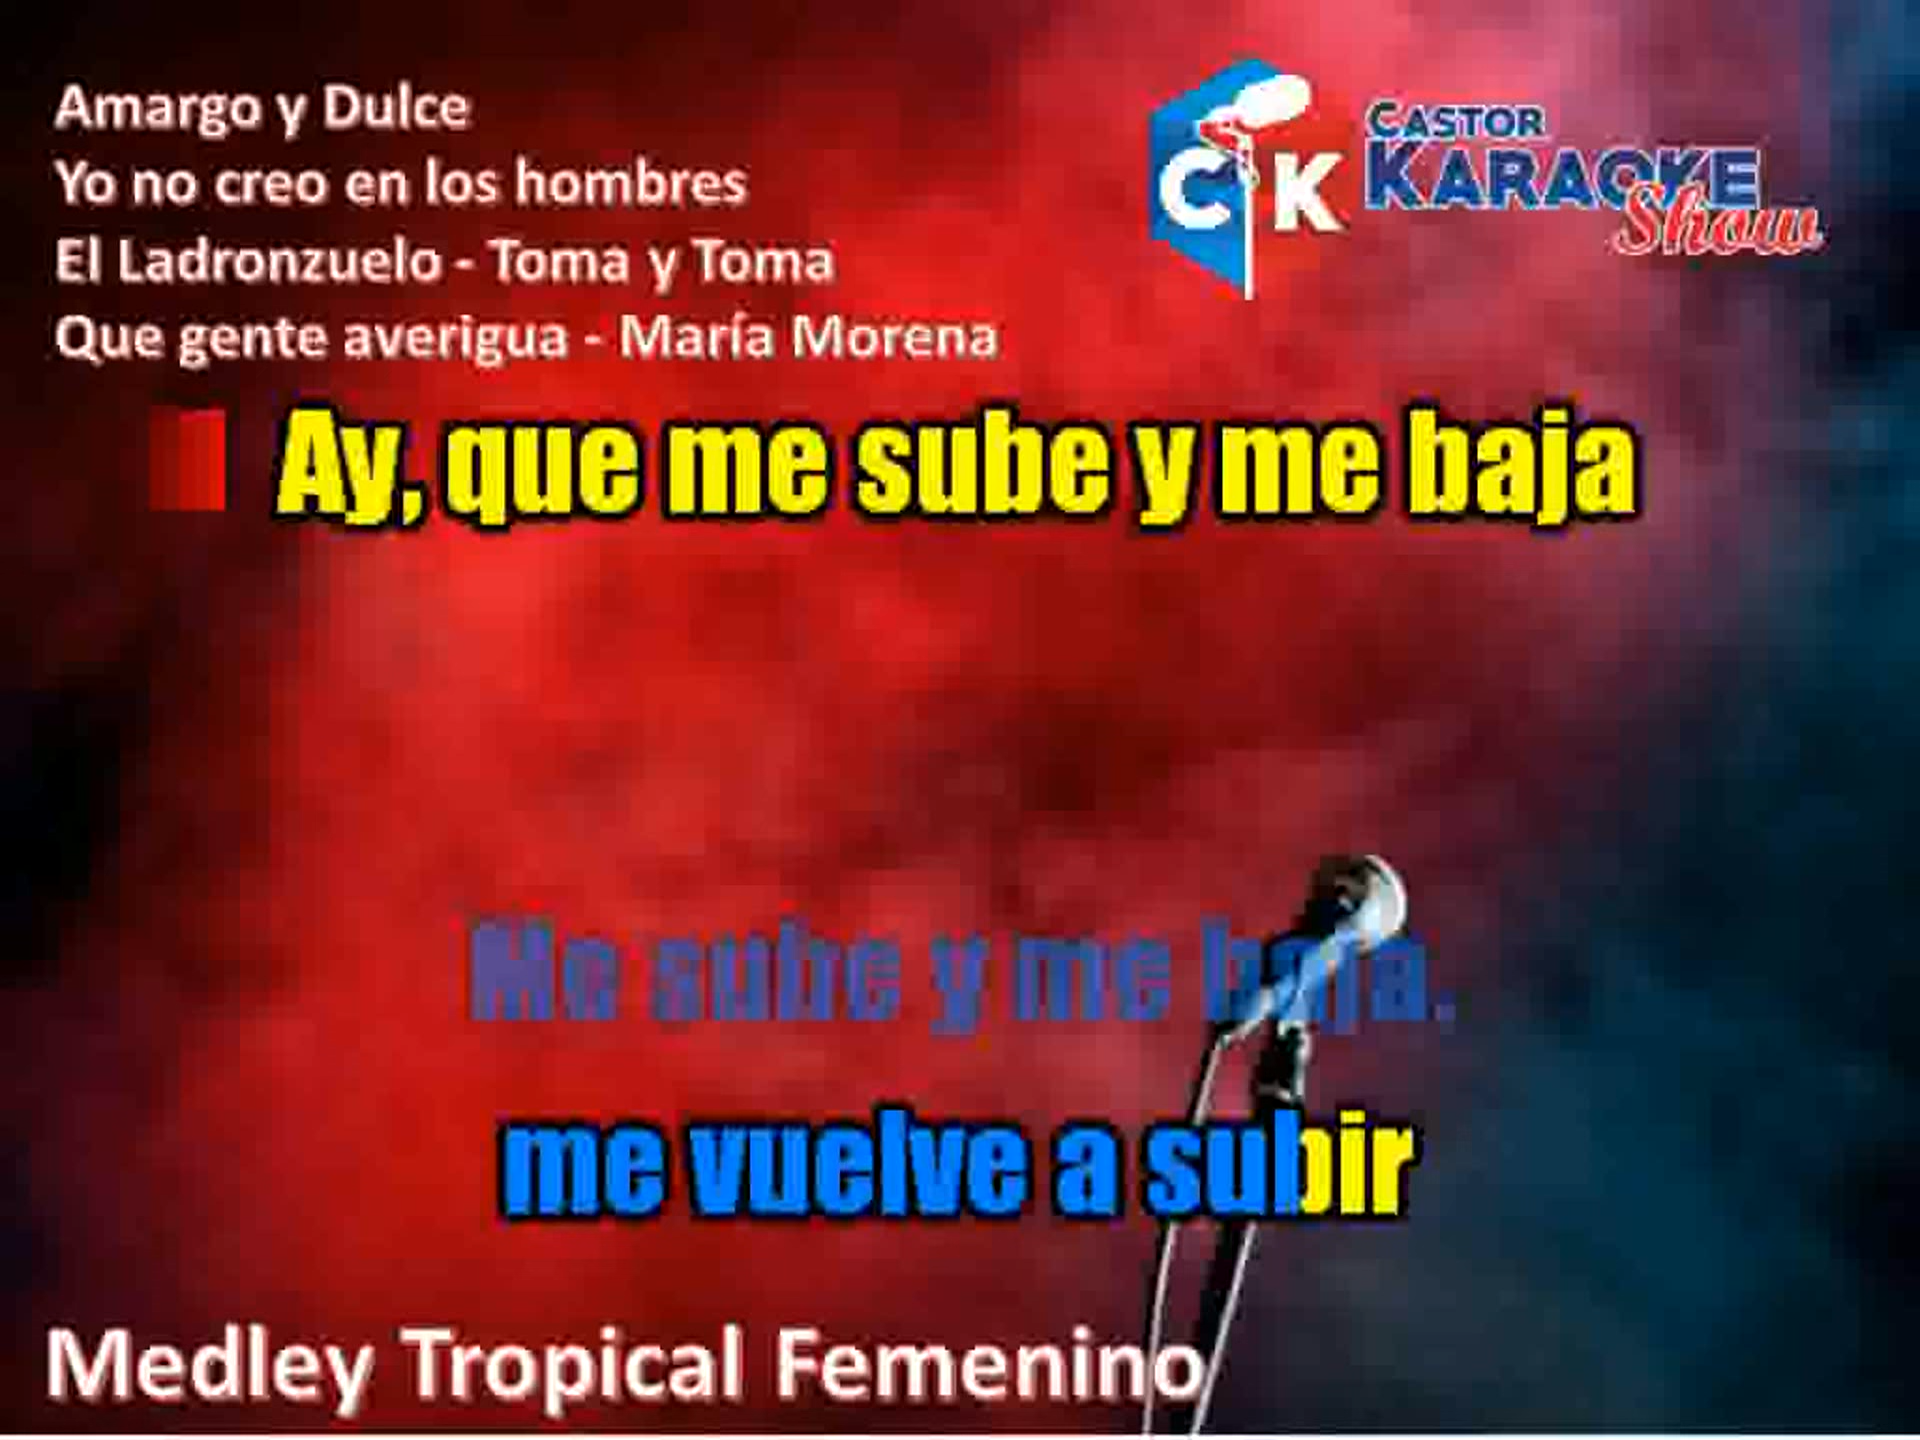 Amargo y Dulce
Yo no creo en los hombres
El Ladronzuelo - Toma y Toma
Que gente averigua - María Morena
CK
CASTOR
KARAOKE
Show
Ay, que me sube y me baja
Me sube y me baja.
me vuelve a subir
Medley Tropical Femenino